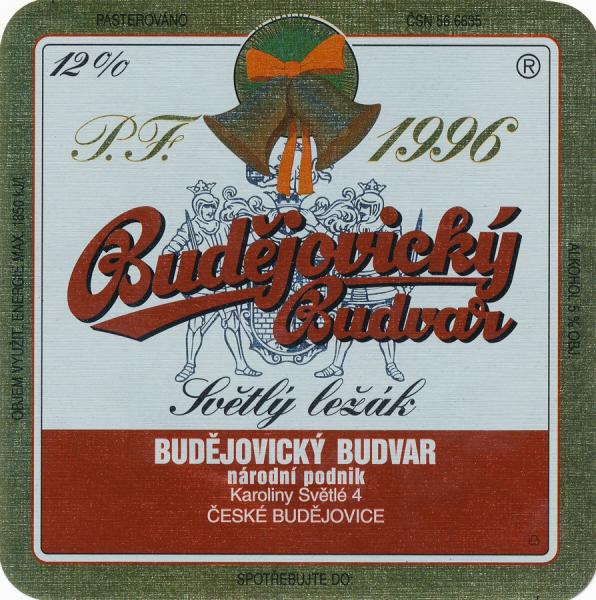 PASTEROVÁNO
ČSN 56 6635
12%
®
P.F. 1996
Budějovický
Budvar
Světlý ležák
OBJEM VYUŽIT. ENERGIE MAX. 1850 kJ/l
ALKOHOL 5 % OBJ.
BUDĚJOVICKÝ BUDVAR
národní podnik
Karoliny Světlé 4
ČESKÉ BUDĚJOVICE
SPOTŘEBUJTE DO: